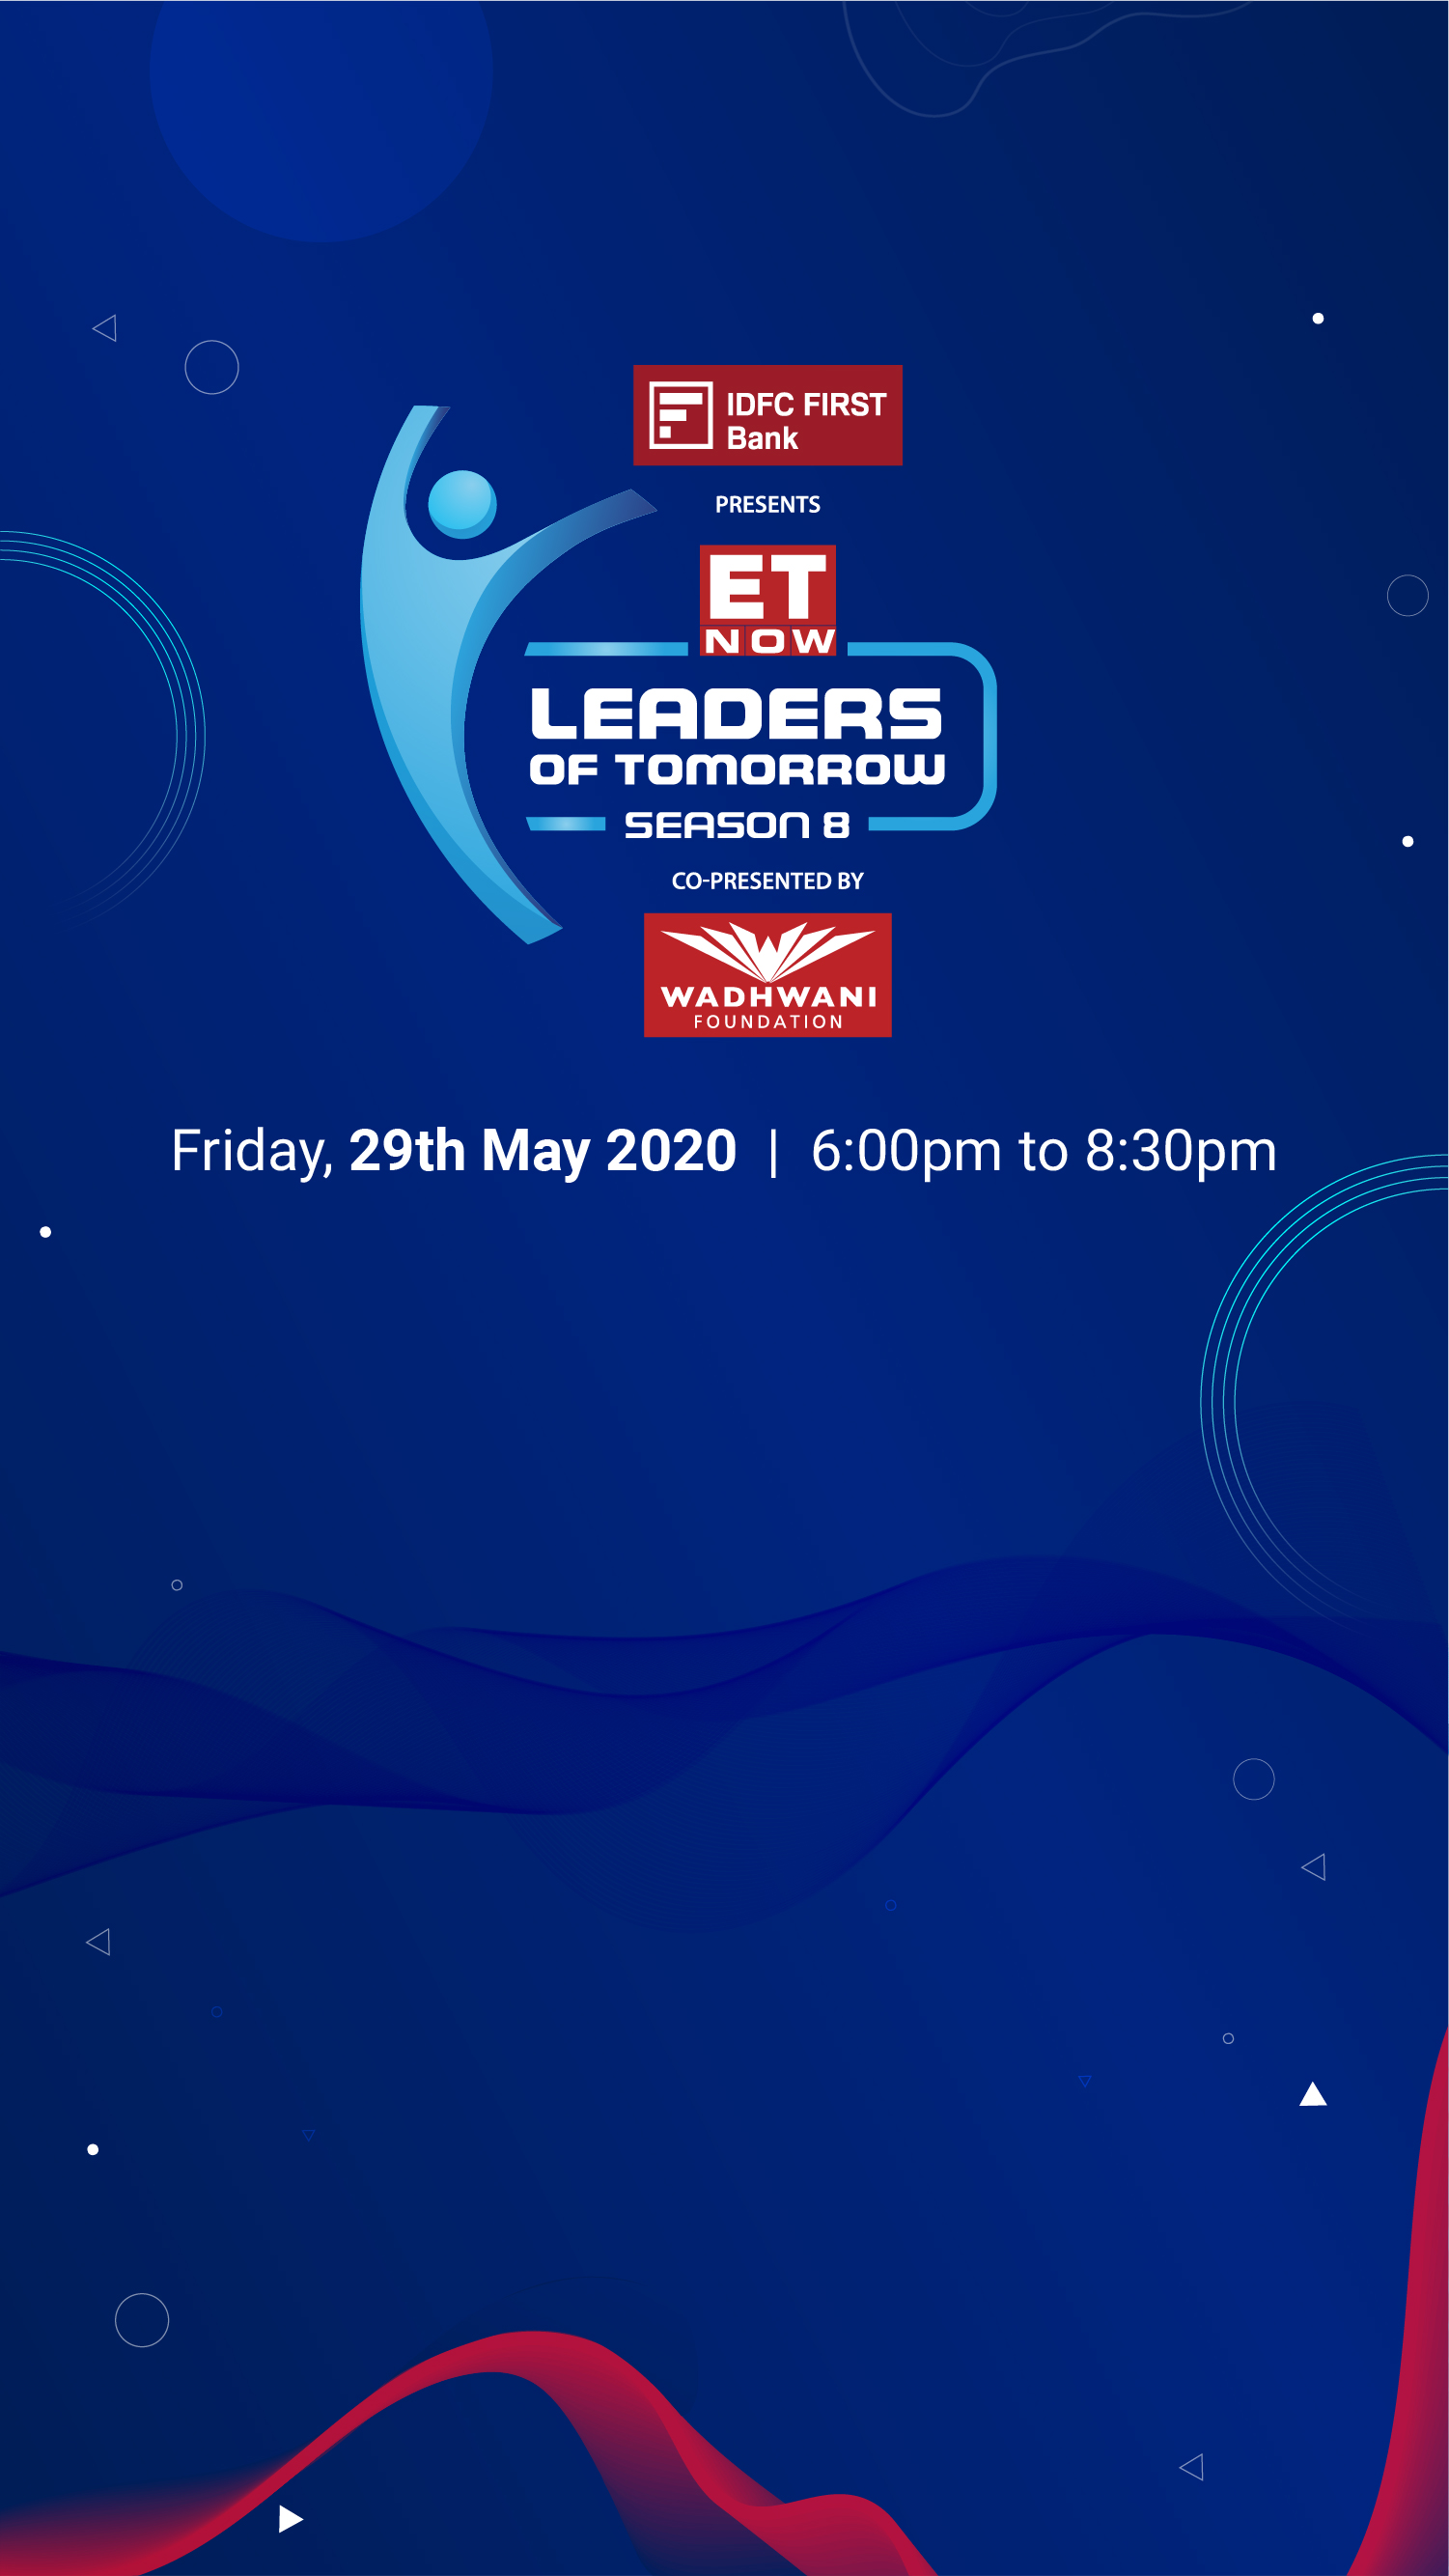 IDFC FIRST
Bank
PRESENTS
ET
NOW
LEADERS
OF TOMORROW
SEASON 8
CO-PRESENTED BY
WADHWANI
FOUNDATION
Friday, 29th May 2020 | 6:00pm to 8:30pm